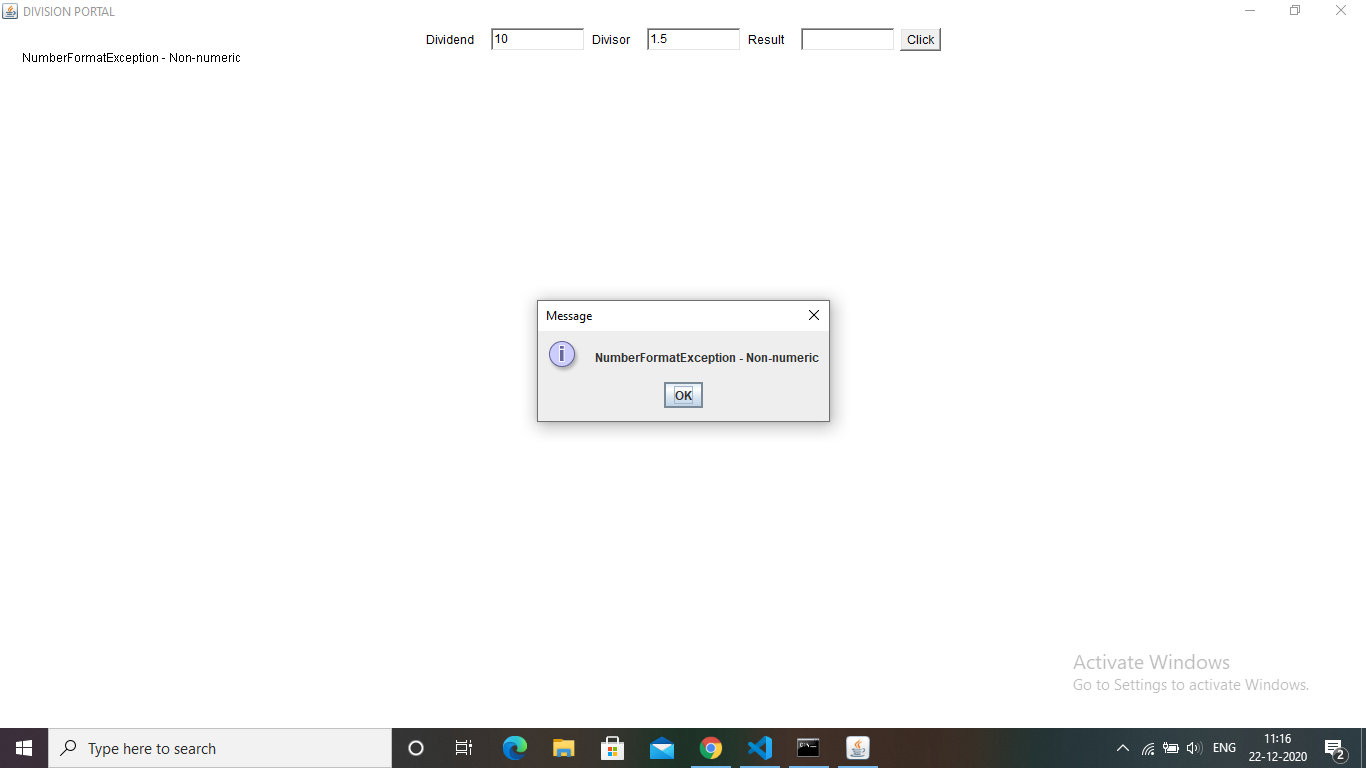 DIVISION PORTAL
Dividend 10 Divisor 1.5 Result Click
NumberFormatException - Non-numeric
Message
i
NumberFormatException - Non-numeric
OK
Activate Windows
Go to Settings to activate Windows.
Type here to search
ENG
11:16
22-12-2020
2